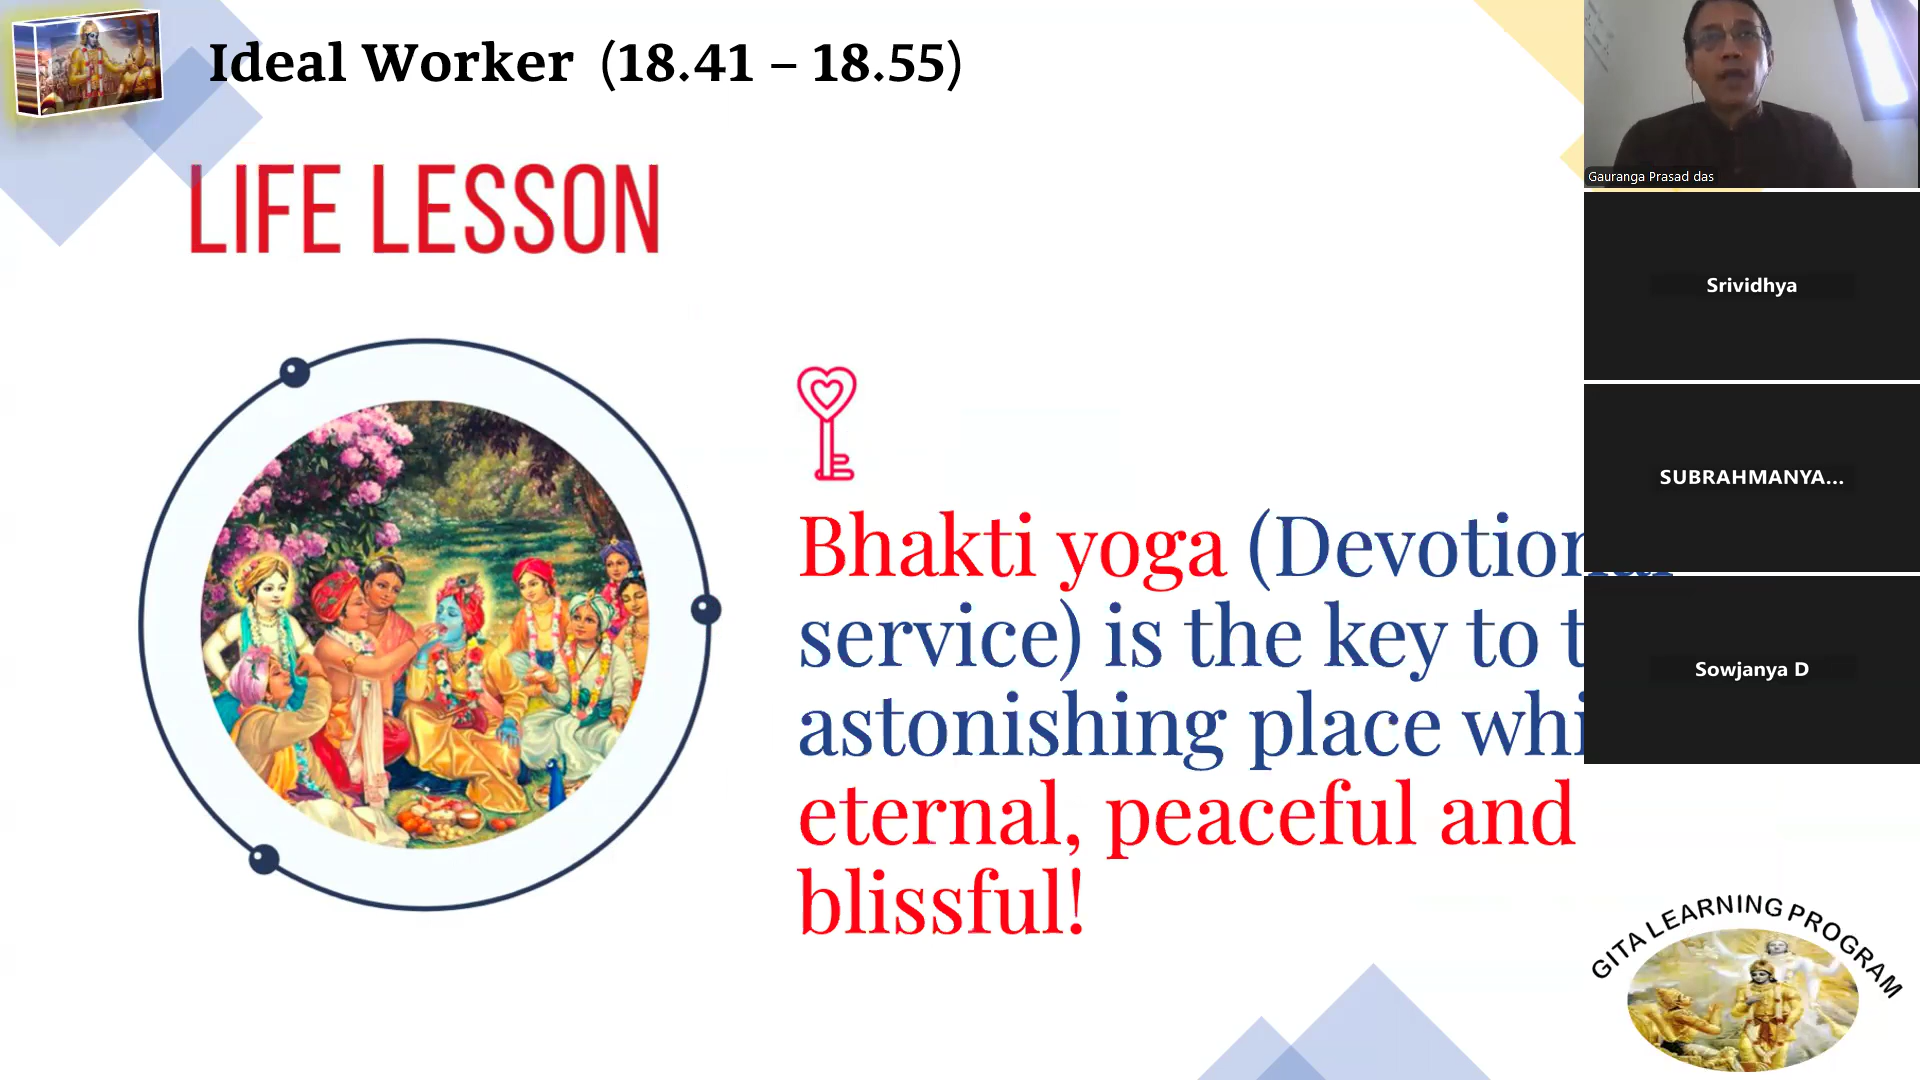 Ideal Worker (18.41 – 18.55)
LIFE LESSON
Bhakti yoga (Devotional
service) is the key to
astonishing place
eternal, peaceful and
blissful!
Gauranga Prasad das
Srividhya
SUBRAHMANYA...
Sowjanya D
GITA LEARNING PROGRAM